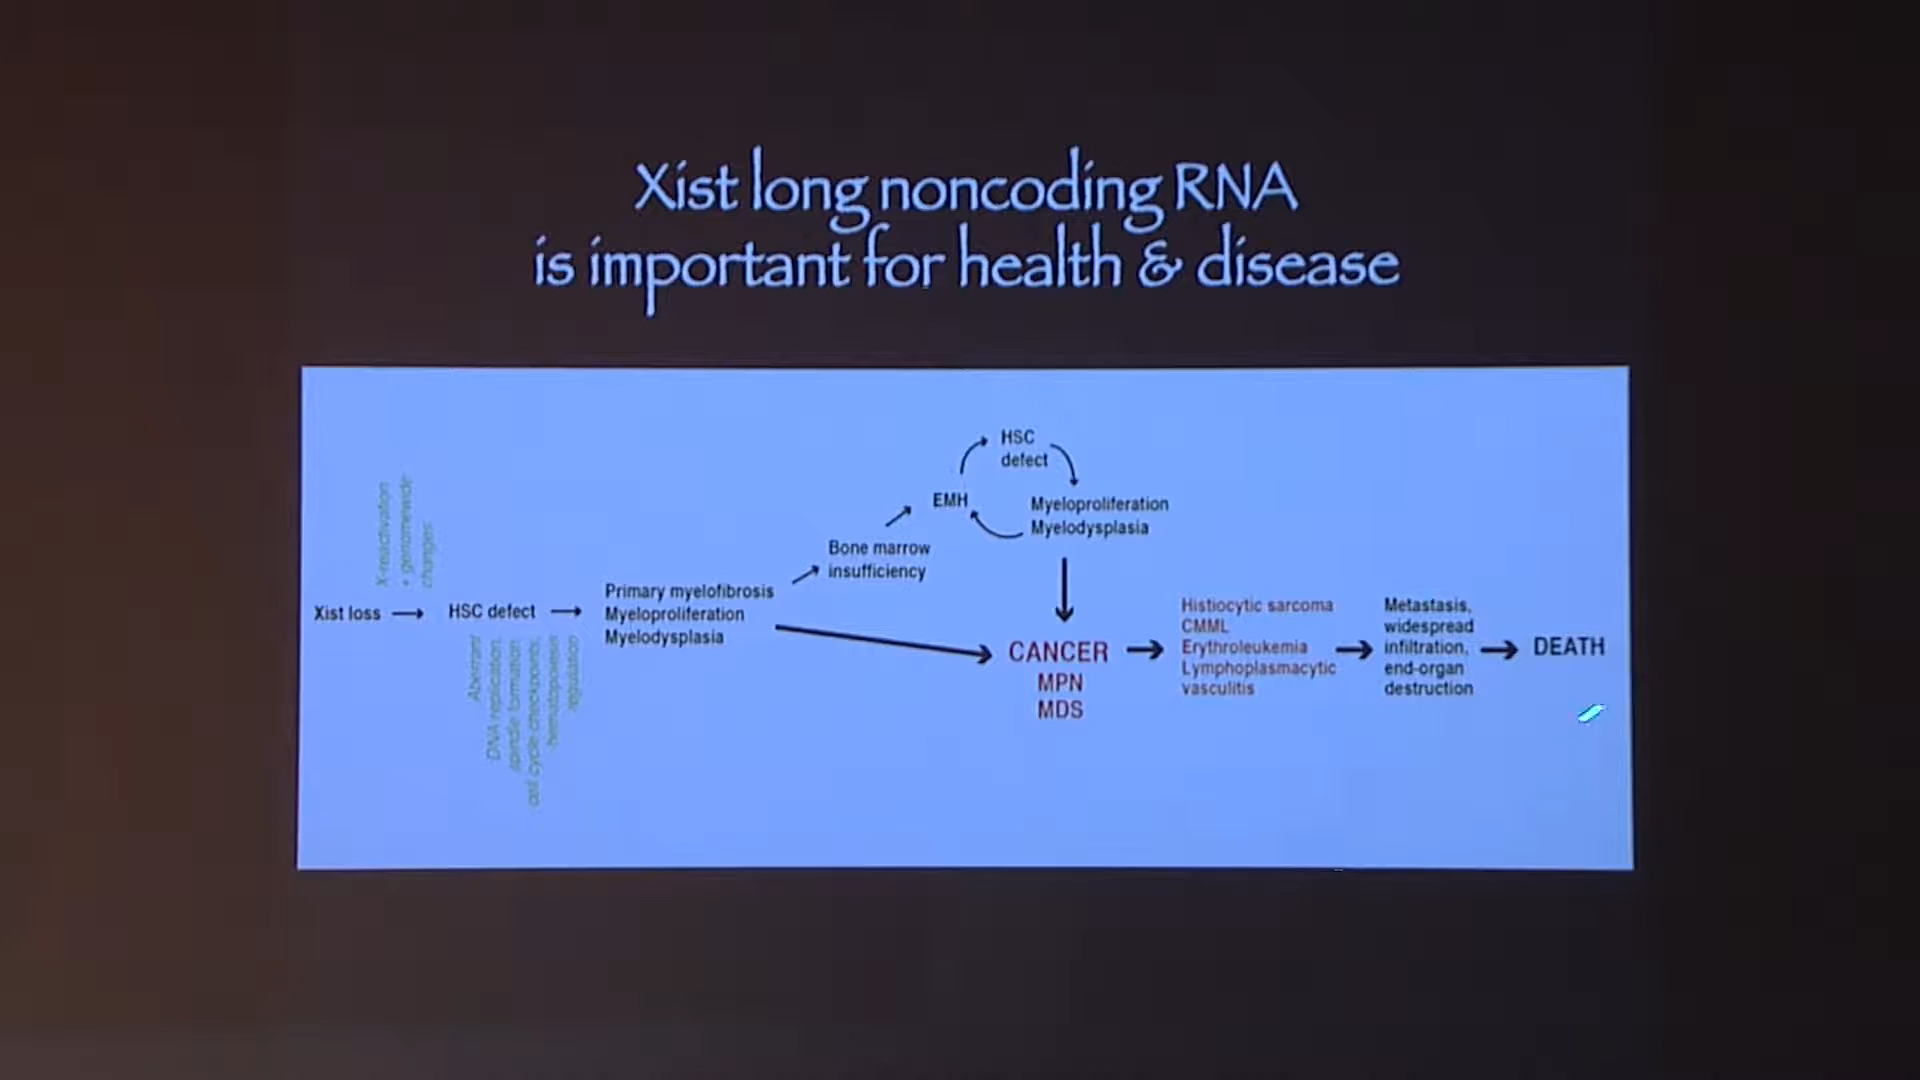 Xist long noncoding RNA
is important for health & disease
X-reactivation
+ genomewide
changes
Xist loss
HSC defect
Aberrant
DNA replication,
spindle formation,
cell cycle checkpoints,
hematopoiesis
regulation
Primary myelofibrosis
Myeloproliferation
Myelodysplasia
Bone marrow
insufficiency
EMH
HSC
defect
Myeloproliferation
Myelodysplasia
CANCER
MPN
MDS
Histiocytic sarcoma
CMML
Erythroleukemia
Lymphoplasmacytic
vasculitis
Metastasis,
widespread
infiltration,
end-organ
destruction
DEATH